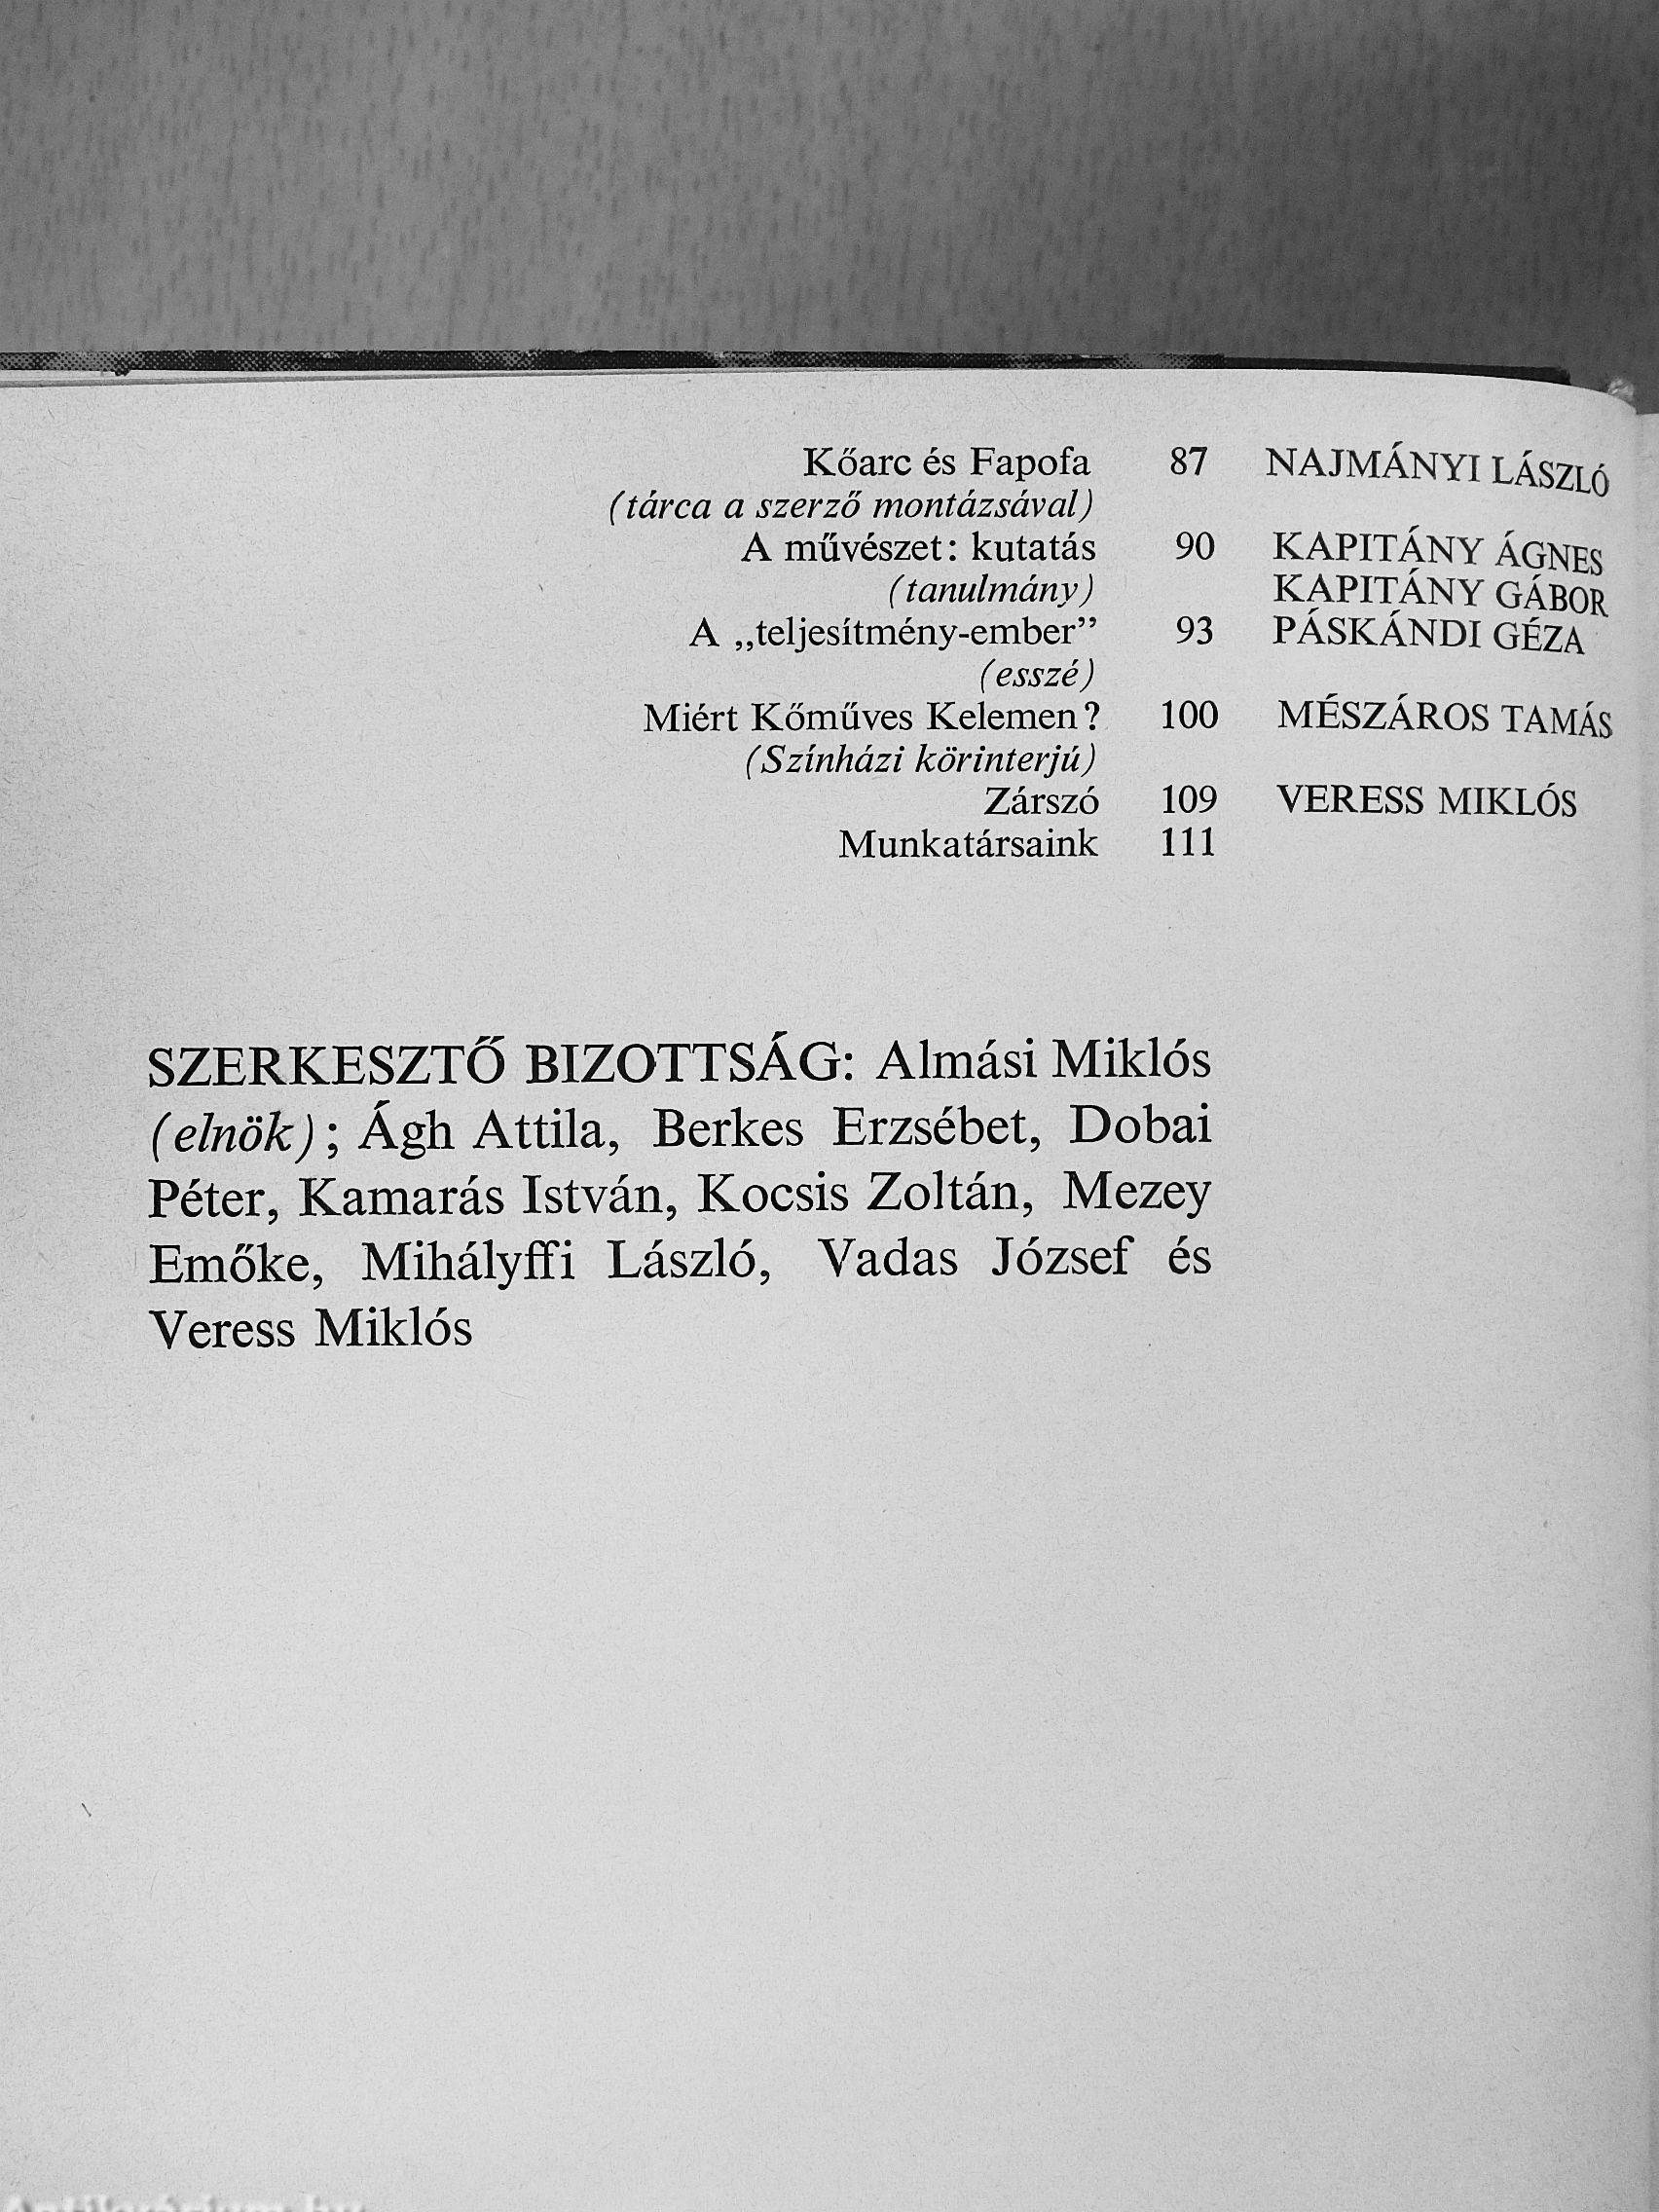 Kőarc és Fapofa 87 NAJMÁNYI LÁSZLÓ
(tárca a szerző montázsával)
A művészet: kutatás 90 KAPITÁNY ÁGNES
(tanulmány) KAPITÁNY GÁBOR
A „teljesítmény-ember” 93 PÁSKÁNDI GÉZA
(esszé)
Miért Kőműves Kelemen? 100 MÉSZÁROS TAMÁS
(Színházi körinterjú)
Zárszó 109 VERESS MIKLÓS
Munkatársaink 111
SZERKESZTŐ BIZOTTSÁG: Almási Miklós
(elnök); Ágh Attila, Berkes Erzsébet, Dobai
Péter, Kamarás István, Kocsis Zoltán, Mezey
Emőke, Mihályffi László, Vadas József és
Veress Miklós